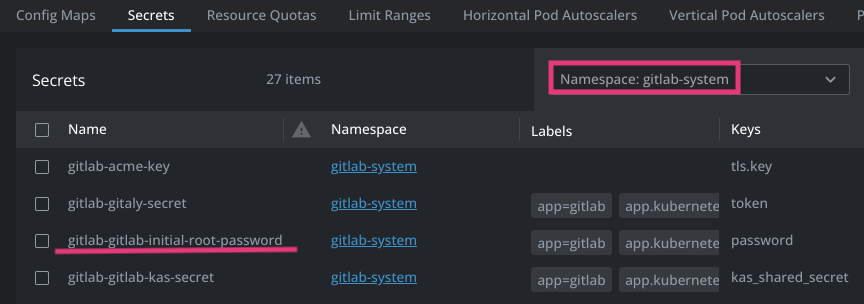 Config Maps Secrets Resource Quotas Limit Ranges Horizontal Pod Autoscalers Vertical Pod Autoscalers P
Secrets 27 items Namespace: gitlab-system
Name Namespace Labels Keys
gitlab-acme-key gitlab-system tls.key
gitlab-gitaly-secret gitlab-system app=gitlab app.kubernete token
gitlab-gitlab-initial-root-password gitlab-system app=gitlab app.kubernete password
gitlab-gitlab-kas-secret gitlab-system app=gitlab app.kubernete kas_shared_secret